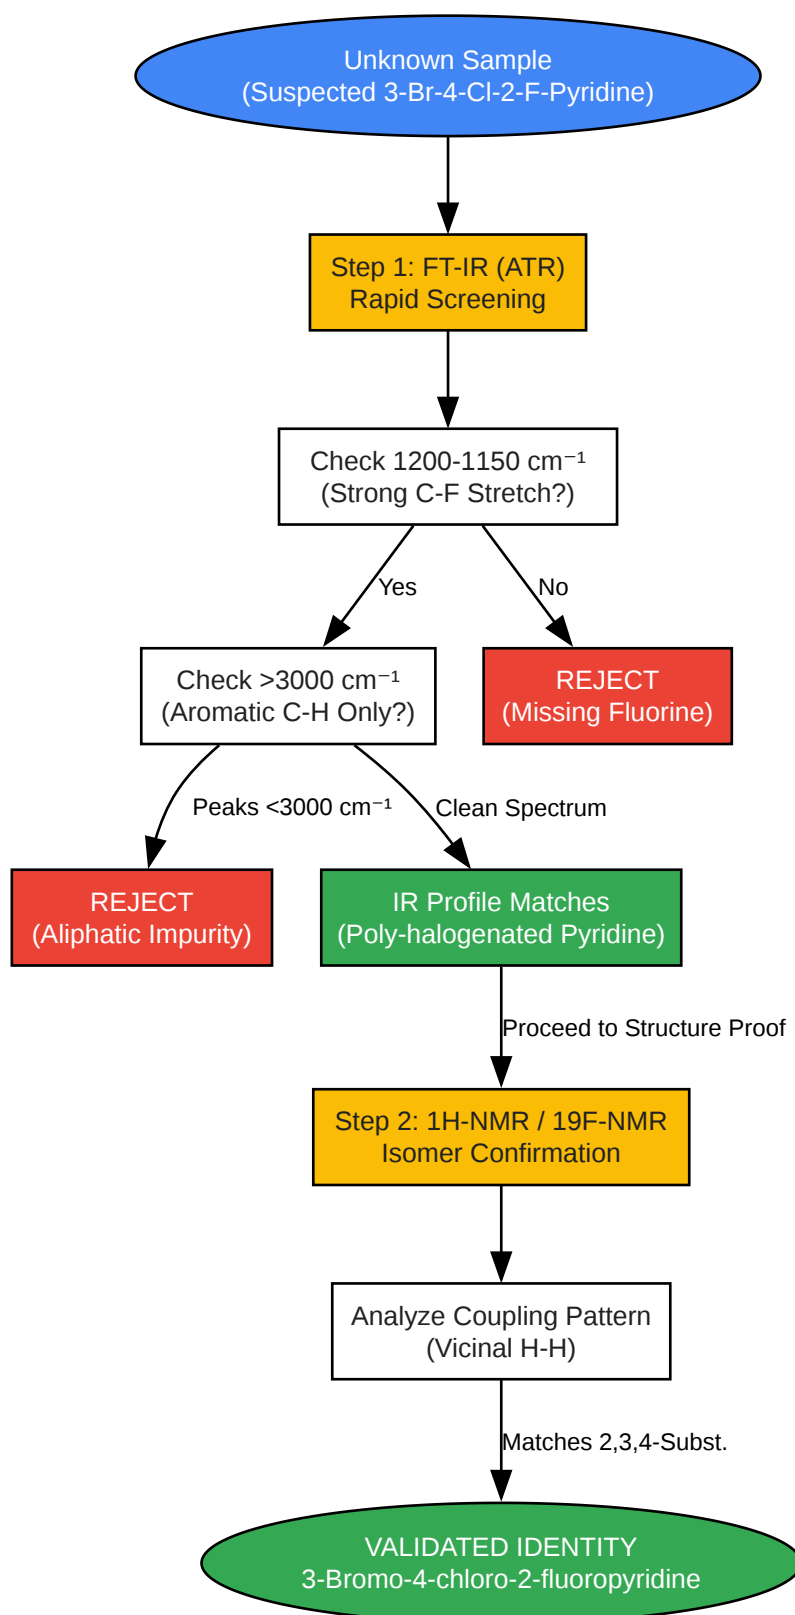 Unknown Sample
(Suspected 3-Br-4-Cl-2-F-Pyridine)
Step 1: FT-IR (ATR)
Rapid Screening
Check 1200-1150 cm⁻¹
(Strong C-F Stretch?)
Yes
No
Check >3000 cm⁻¹
(Aromatic C-H Only?)
REJECT
(Missing Fluorine)
Peaks <3000 cm⁻¹
Clean Spectrum
REJECT
(Aliphatic Impurity)
IR Profile Matches
(Poly-halogenated Pyridine)
Proceed to Structure Proof
Step 2: 1H-NMR / 19F-NMR
Isomer Confirmation
Analyze Coupling Pattern
(Vicinal H-H)
Matches 2,3,4-Subst.
VALIDATED IDENTITY
3-Bromo-4-chloro-2-fluoropyridine